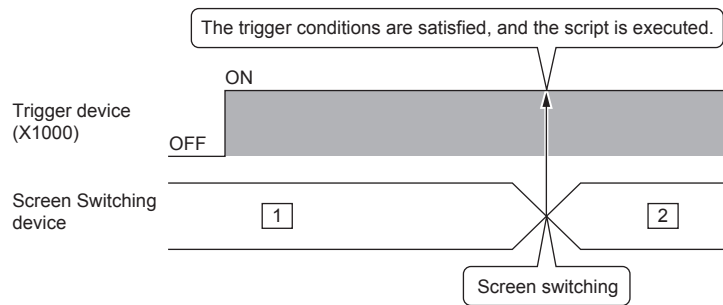 The trigger conditions are satisfied, and the script is executed.
ON
Trigger device
(X1000)
OFF
Screen Switching
device
1
2
Screen switching